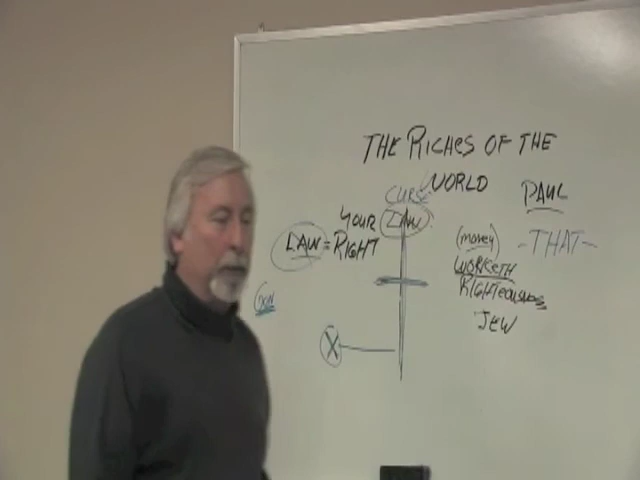 THE RICHES OF THE
WORLD
CURSE
PAUL
YOUR LAW
LAW = RIGHT
(money)
-THAT-
WORKETH
RIGHTEOUSNESS
JEW
X